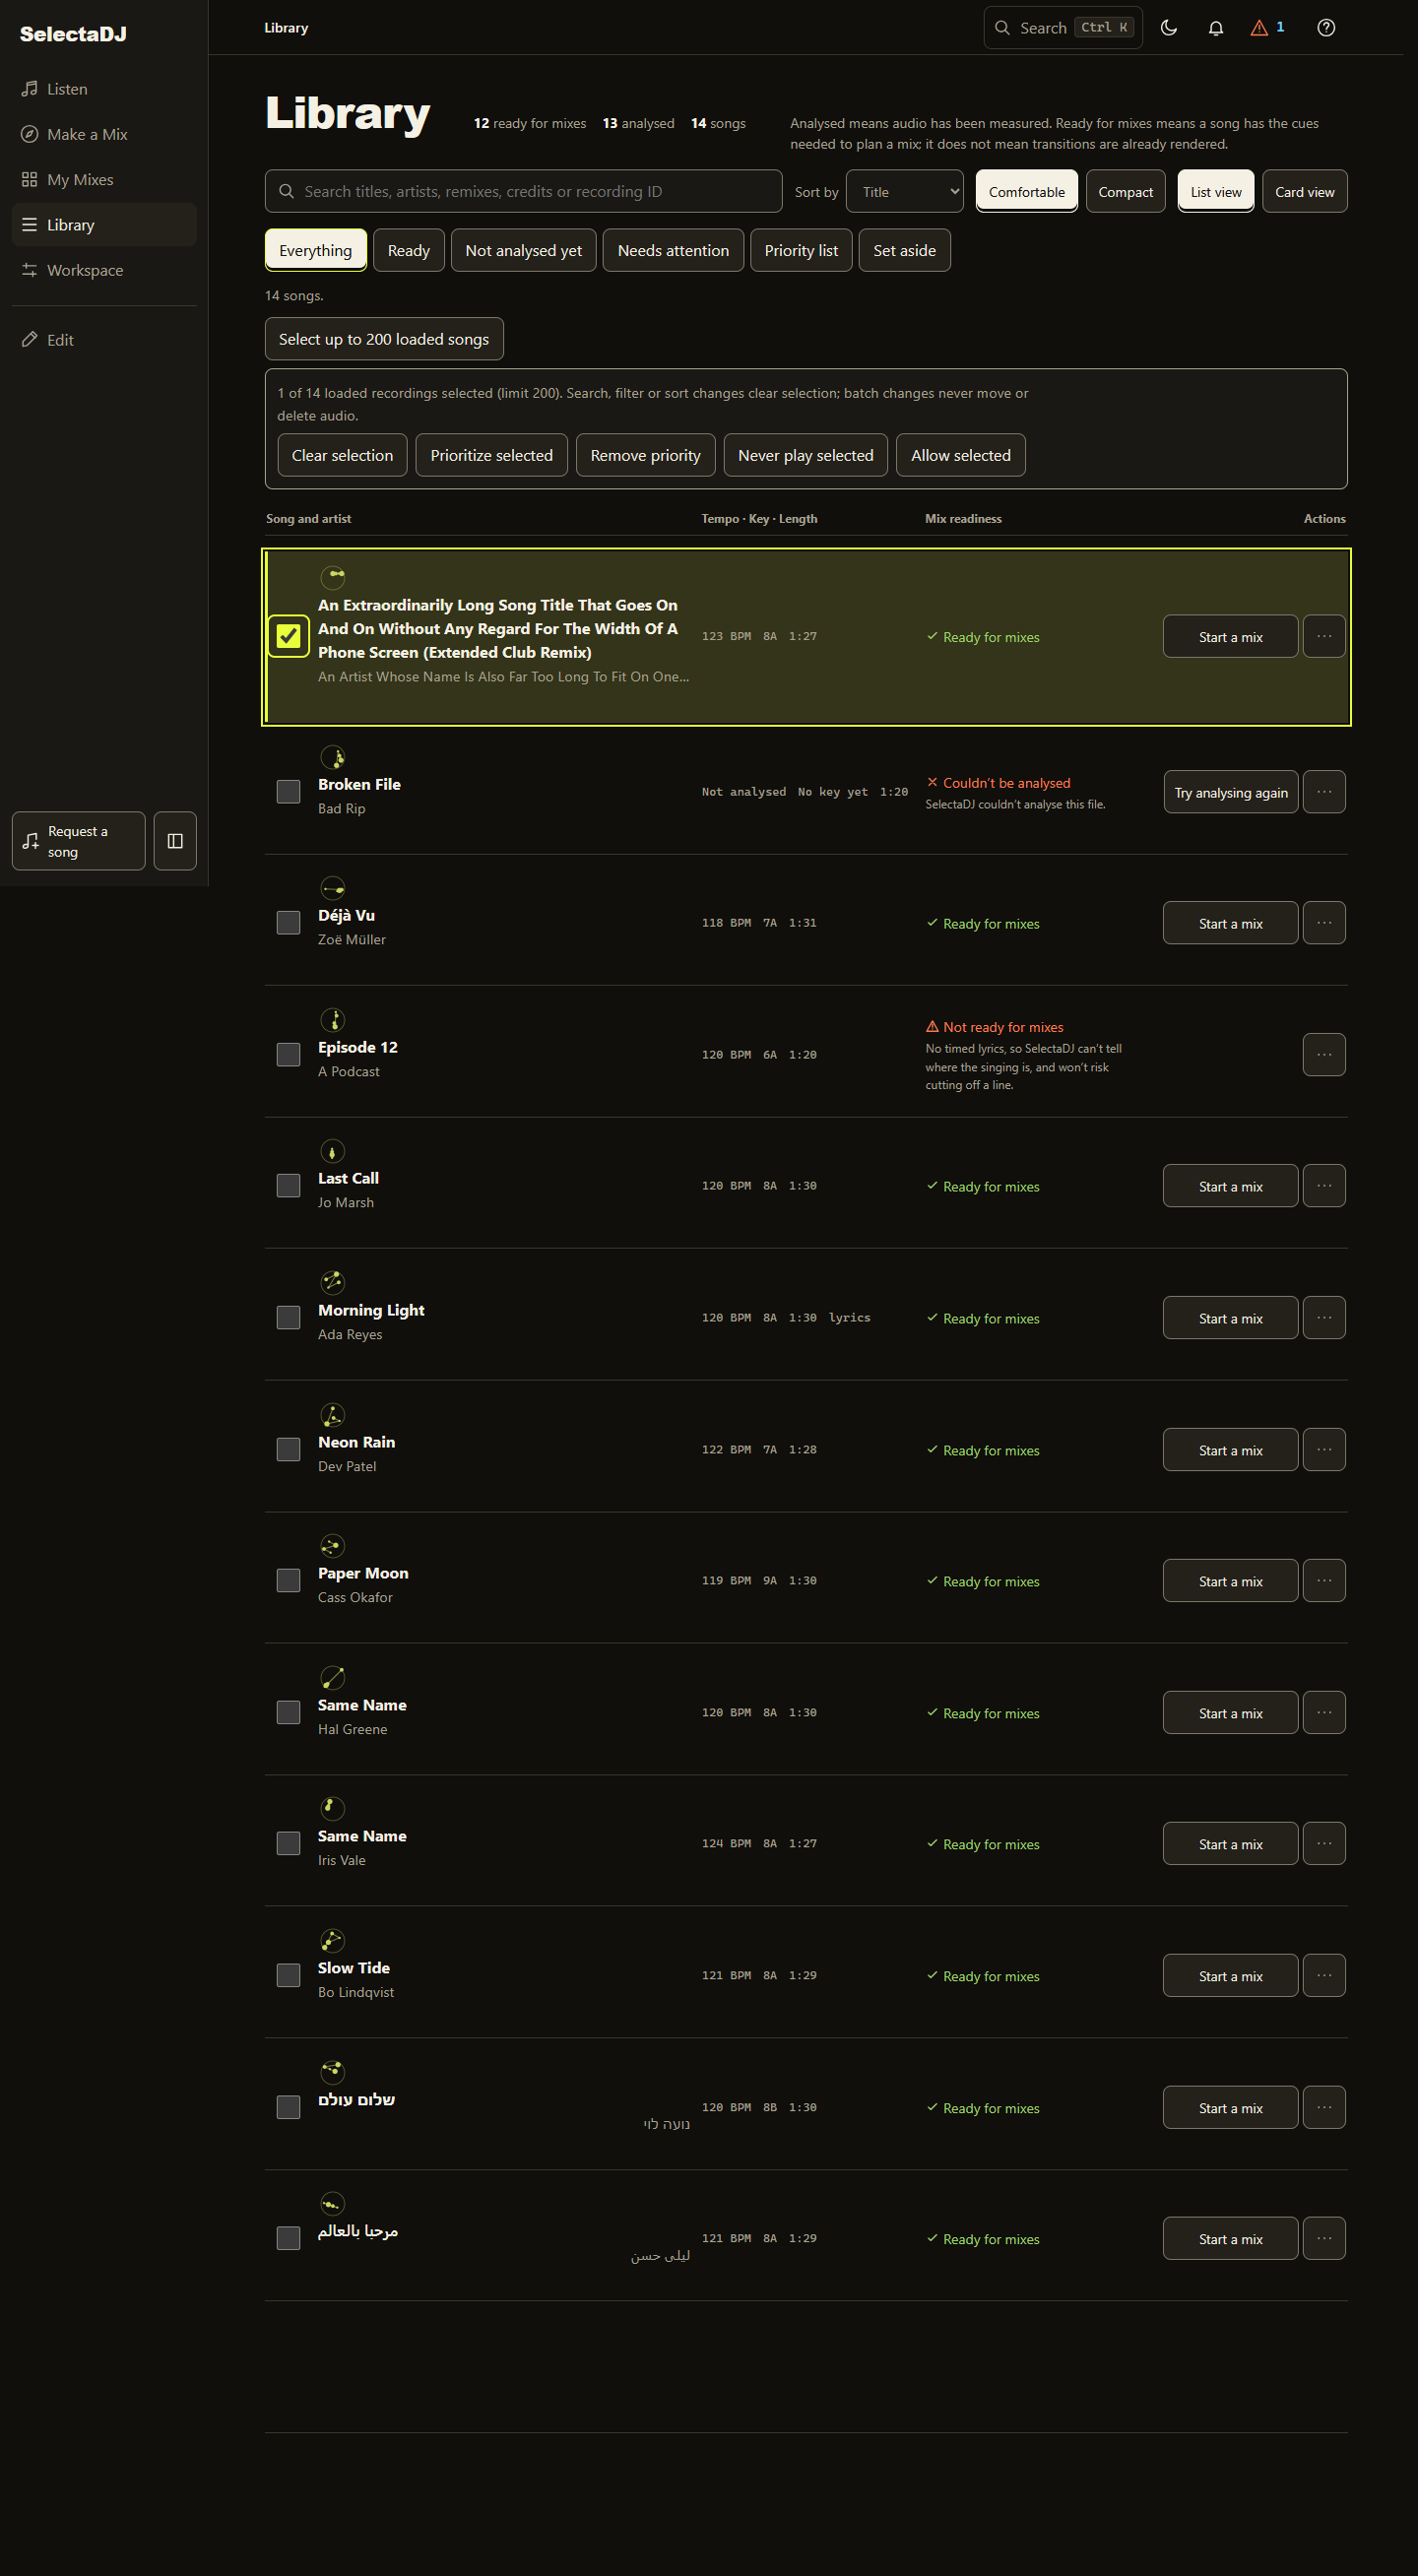 SelectaDJ
Listen
Make a Mix
My Mixes
Library
Workspace
Edit
Request a
song
Library
Search Ctrl K
1
Library
12 ready for mixes 13 analysed 14 songs
Analysed means audio has been measured. Ready for mixes means a song has the cues
needed to plan a mix; it does not mean transitions are already rendered.
Search titles, artists, remixes, credits or recording ID
Sort by Title
Comfortable Compact List view Card view
Everything Ready Not analysed yet Needs attention Priority list Set aside
14 songs.
Select up to 200 loaded songs
1 of 14 loaded recordings selected (limit 200). Search, filter or sort changes clear selection; batch changes never move or
delete audio.
Clear selection Prioritize selected Remove priority Never play selected Allow selected
Song and artist Tempo · Key · Length Mix readiness Actions
An Extraordinarily Long Song Title That Goes On
And On Without Any Regard For The Width Of A
Phone Screen (Extended Club Remix)
An Artist Whose Name Is Also Far Too Long To Fit On One...
123 BPM 8A 1:27
Ready for mixes
Start a mix ...
Broken File
Bad Rip
Not analysed No key yet 1:20
Couldn't be analysed
SelectaDJ couldn't analyse this file.
Try analysing again ...
Déjà Vu
Zoë Müller
118 BPM 7A 1:31
Ready for mixes
Start a mix ...
Episode 12
A Podcast
120 BPM 6A 1:20
Not ready for mixes
No timed lyrics, so SelectaDJ can't tell
where the singing is, and won't risk
cutting off a line.
...
Last Call
Jo Marsh
120 BPM 8A 1:30
Ready for mixes
Start a mix ...
Morning Light
Ada Reyes
120 BPM 8A 1:30 lyrics
Ready for mixes
Start a mix ...
Neon Rain
Dev Patel
122 BPM 7A 1:28
Ready for mixes
Start a mix ...
Paper Moon
Cass Okafor
119 BPM 9A 1:30
Ready for mixes
Start a mix ...
Same Name
Hal Greene
120 BPM 8A 1:30
Ready for mixes
Start a mix ...
Same Name
Iris Vale
124 BPM 8A 1:27
Ready for mixes
Start a mix ...
Slow Tide
Bo Lindqvist
121 BPM 8A 1:29
Ready for mixes
Start a mix ...
שלום עולם
נועה לוי
120 BPM 8B 1:30
Ready for mixes
Start a mix ...
مرحبا بالعالم
ليلى حسن
121 BPM 8A 1:29
Ready for mixes
Start a mix ...